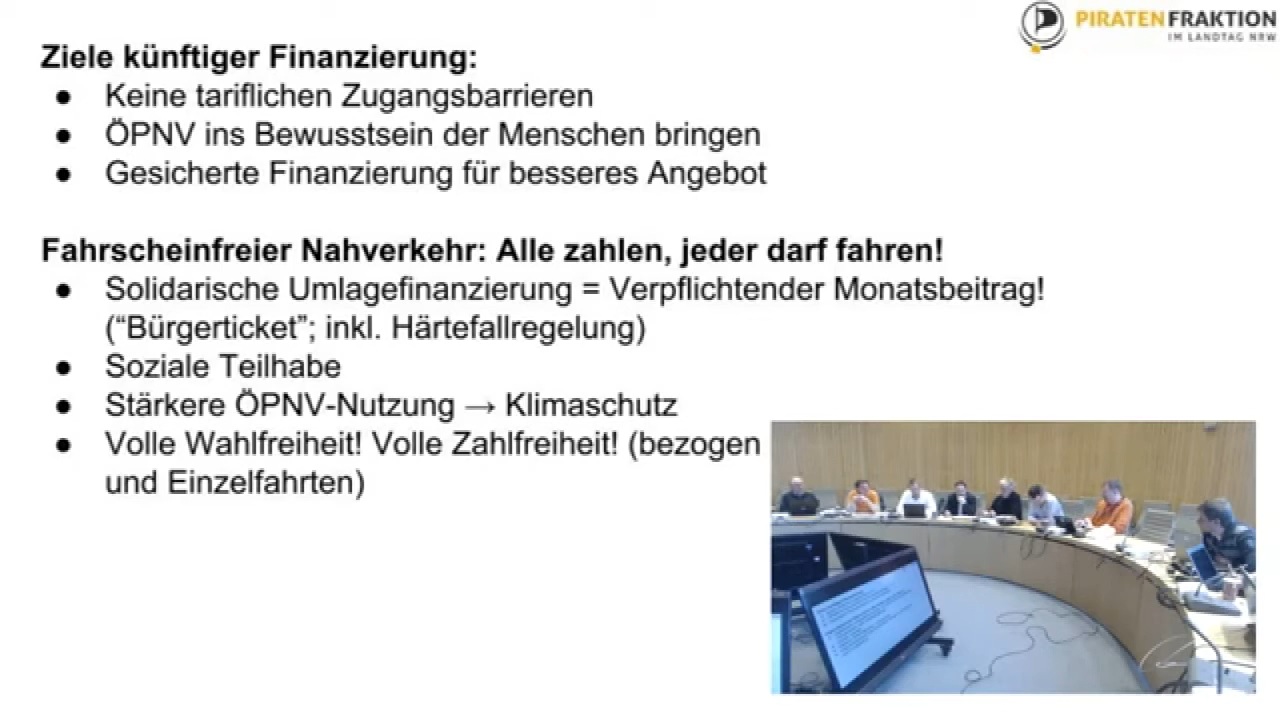 PIRATENFRAKTION
IM LANDTAG NRW
Ziele künftiger Finanzierung:
● Keine tariflichen Zugangsbarrieren
● ÖPNV ins Bewusstsein der Menschen bringen
● Gesicherte Finanzierung für besseres Angebot
Fahrscheinfreier Nahverkehr: Alle zahlen, jeder darf fahren!
● Solidarische Umlagefinanzierung = Verpflichtender Monatsbeitrag!
(“Bürgerticket”; inkl. Härtefallregelung)
● Soziale Teilhabe
● Stärkere ÖPNV-Nutzung → Klimaschutz
● Volle Wahlfreiheit! Volle Zahlfreiheit! (bezogen
und Einzelfahrten)